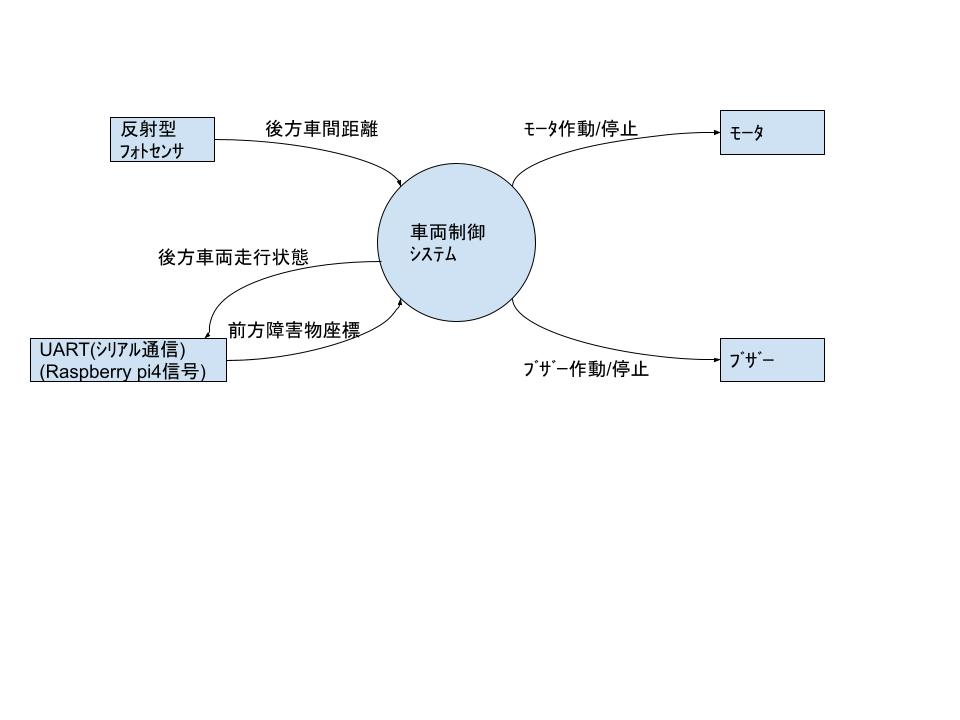 反射型
ﾌｫﾄｾﾝｻ
後方車間距離
ﾓｰﾀ作動/停止
ﾓｰﾀ
車両制御
ｼｽﾃﾑ
後方車両走行状態
前方障害物座標
UART(ｼﾘｱﾙ通信)
(Raspberry pi4信号)
ﾌﾞｻﾞｰ作動/停止
ﾌﾞｻﾞｰ